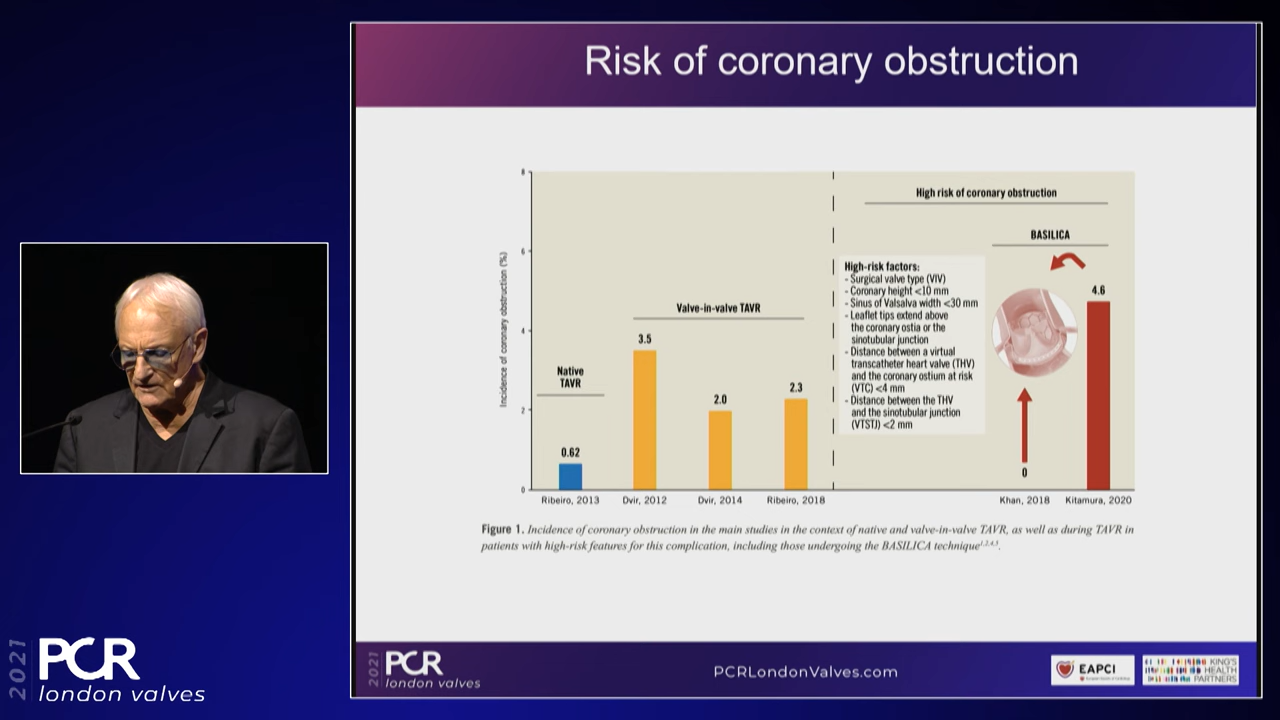 Risk of coronary obstruction
8
6
4
2
0
Incidence of coronary obstruction (%)
Native
TAVR
0.62
Valve-in-valve TAVR
3.5
2.0
2.3
High risk of coronary obstruction
BASILICA
High-risk factors:
- Surgical valve type (VIV)
- Coronary height <10 mm
- Sinus of Valsalva width <30 mm
- Leaflet tips extend above
the coronary ostia or the
sinotubular junction
- Distance between a virtual
transcatheter heart valve (THV)
and the coronary ostium at risk
(VTC) <4 mm
- Distance between the THV
and the sinotubular junction
(VTSTJ) <2 mm
0
4.6
Ribeiro, 2013
Dvir, 2012
Dvir, 2014
Ribeiro, 2018
Khan, 2018
Kitamura, 2020
Figure 1. Incidence of coronary obstruction in the main studies in the context of native and valve-in-valve TAVR, as well as during TAVR in
patients with high-risk features for this complication, including those undergoing the BASILICA technique
2021
PCR
london valves
2021
PCR
london valves
PCRLondonValves.com
EAPCI
KING'S
HEALTH
PARTNERS